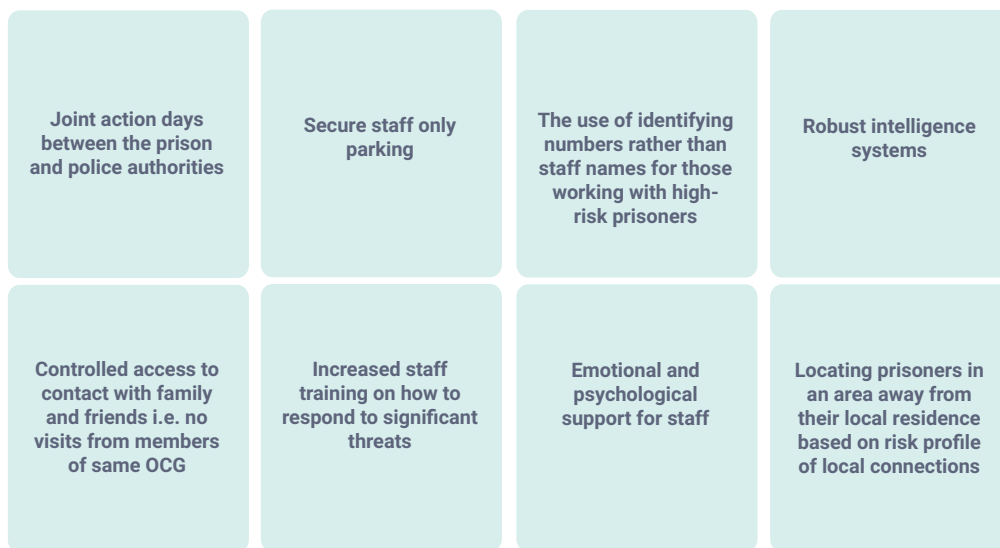 Joint action days
between the prison
and police authorities
Secure staff only
parking
The use of identifying
numbers rather than
staff names for those
working with high-
risk prisoners
Robust intelligence
systems
Controlled access to
contact with family
and friends i.e. no
visits from members
of same OCG
Increased staff
training on how to
respond to significant
threats
Emotional and
psychological
support for staff
Locating prisoners in
an area away from
their local residence
based on risk profile
of local connections